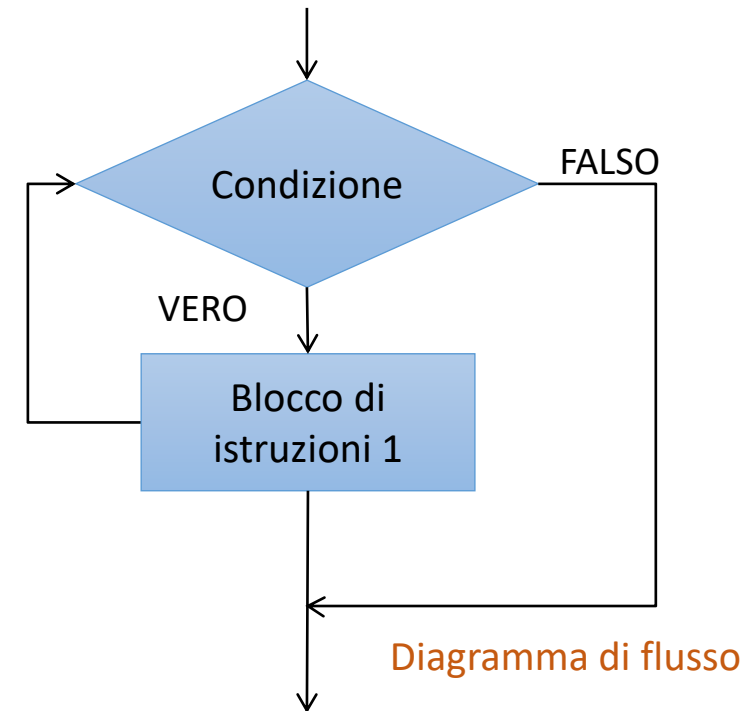 Condizione
FALSO
VERO
Blocco di
istruzioni 1
Diagramma di flusso